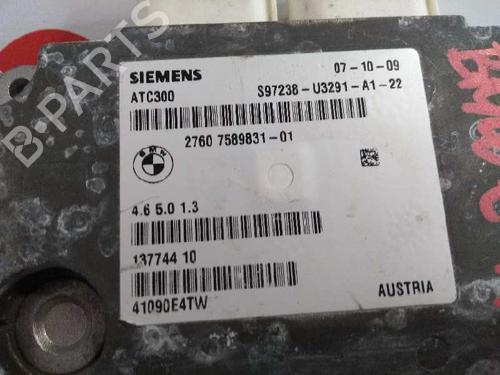 SIEMENS 07-10-09
ATC300 S97238-U3291-A1-22
BMW 2760 7589831-01
4.6 5.0 1.3
137744 10
41090E4TW AUSTRIA